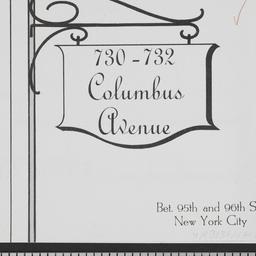 730-732
Columbus
Avenue
Bet. 95th and 96th S
New York City